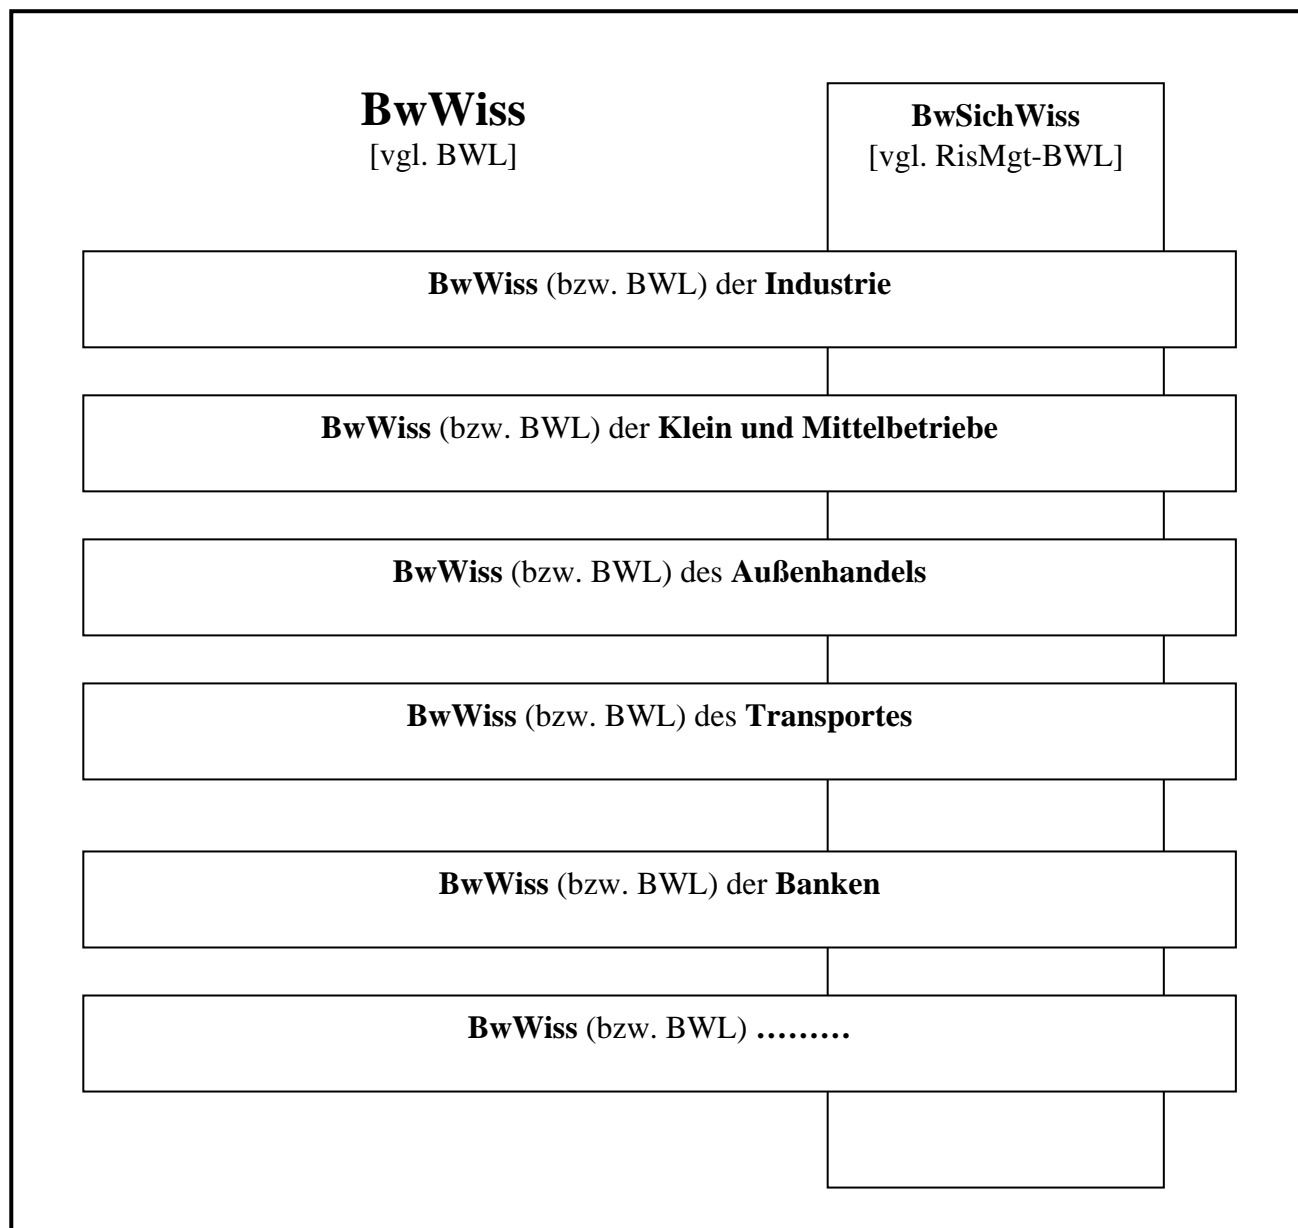 BwWiss
[vgl. BWL]
BwSichWiss
[vgl. RisMgt-BWL]
BwWiss (bzw. BWL) der Industrie
BwWiss (bzw. BWL) der Klein und Mittelbetriebe
BwWiss (bzw. BWL) des Außenhandels
BwWiss (bzw. BWL) des Transportes
BwWiss (bzw. BWL) der Banken
BwWiss (bzw. BWL) ………